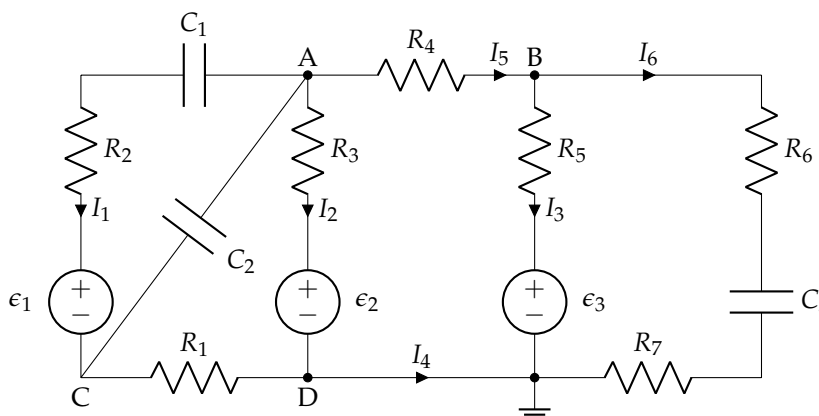 C₁
A
R₄
I₅
B
I₆
R₂
R₃
R₅
R₆
I₁
I₂
I₃
C₂
ϵ₁
+
−
ϵ₂
+
−
ϵ₃
+
−
C
R₁
I₄
R₇
C
D